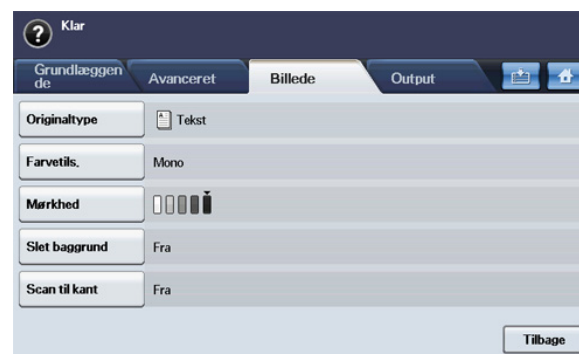 Klar
Grundlæggen
de
Avanceret
Billede
Output
Originaltype
Tekst
Farvetils.
Mono
Mørkhed
Slet baggrund
Fra
Scan til kant
Fra
Tilbage